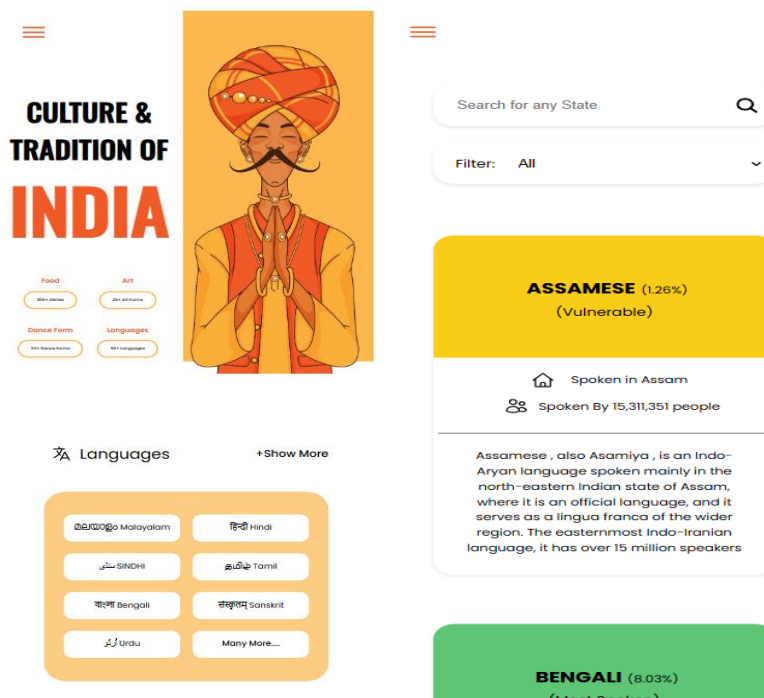 CULTURE &
TRADITION OF
INDIA
Food
Art
Dance Form
Languages
Languages
+Show More
മലയാളം Malayalam
हिन्दी Hindi
سنڌي SINDHI
தமிழ் Tamil
বাংলা Bengali
संस्कृतम् Sanskrit
اُردُو Urdu
Many More....
Search for any State
Filter: All
ASSAMESE (1.26%)
(Vulnerable)
Spoken in Assam
Spoken By 15,311,351 people
Assamese , also Asamiya , is an Indo-
Aryan language spoken mainly in the
north-eastern Indian state of Assam,
where it is an official language, and it
serves as a lingua franca of the wider
region. The easternmost Indo-Iranian
language, it has over 15 million speakers
BENGALI (8.03%)